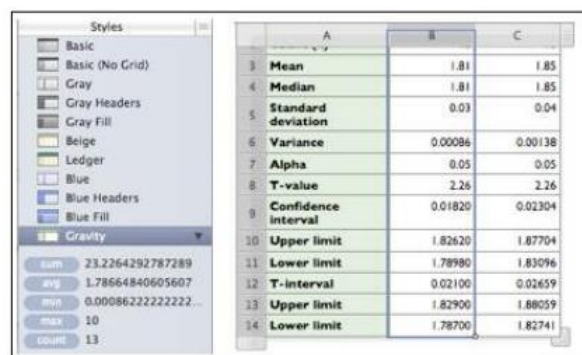 Styles
Basic
Basic (No Grid)
Gray
Gray Headers
Gray Fill
Beige
Ledger
Blue
Blue Headers
Blue Fill
Gravity
sum 23.2264292787289
avg 1.78664840605607
min 0.00086222222222...
max 10
count 13
A B C
3 Mean 1.81 1.85
4 Median 1.81 1.85
5 Standard deviation 0.03 0.04
6 Variance 0.00086 0.00138
7 Alpha 0.05 0.05
8 T-value 2.26 2.26
9 Confidence interval 0.01820 0.02304
10 Upper limit 1.82620 1.87704
11 Lower limit 1.78980 1.83096
12 T-interval 0.02100 0.02659
13 Upper limit 1.82900 1.88059
14 Lower limit 1.78700 1.82741